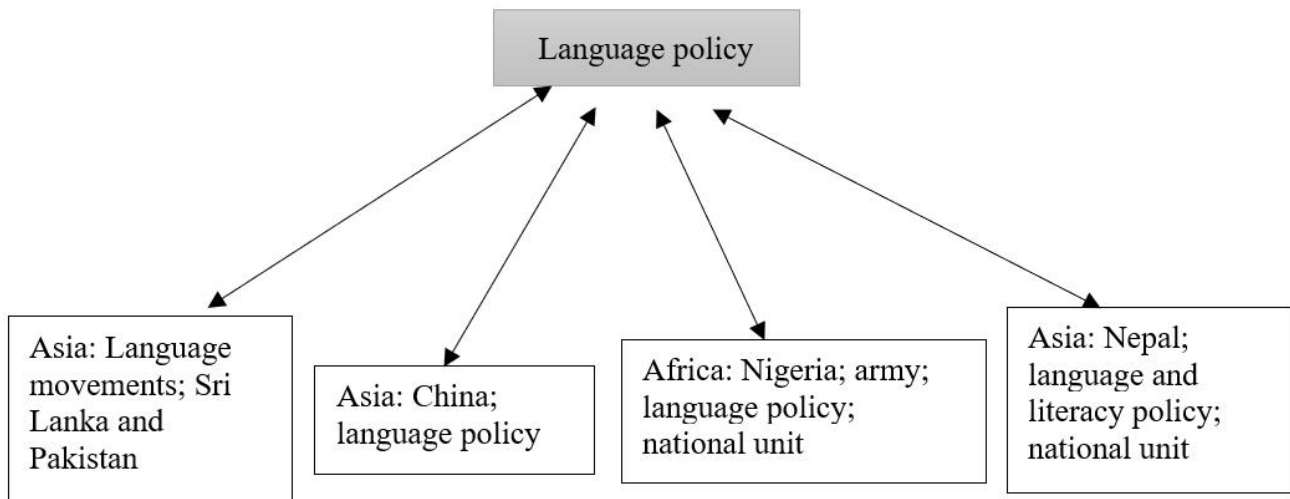 Language policy
Asia: Language
movements; Sri
Lanka and
Pakistan
Asia: China;
language policy
Africa: Nigeria; army;
language policy;
national unit
Asia: Nepal;
language and
literacy policy;
national unit